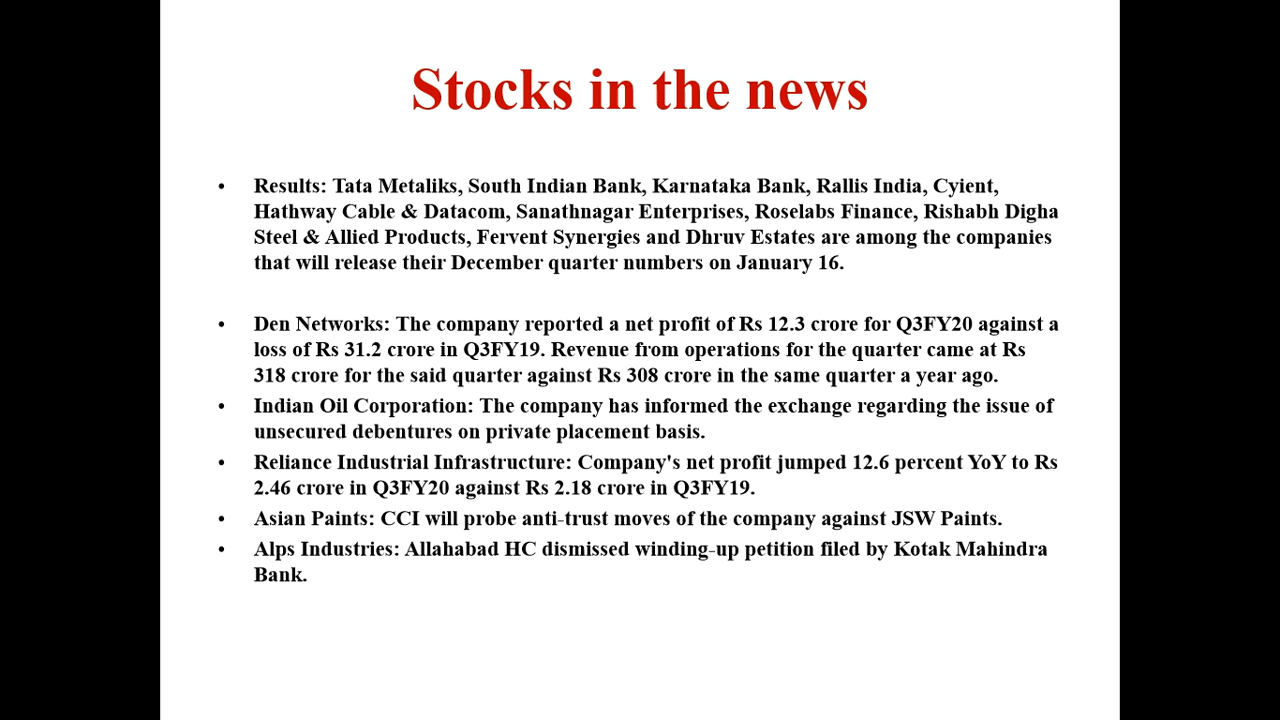 Stocks in the news
• Results: Tata Metaliks, South Indian Bank, Karnataka Bank, Rallis India, Cyient,
Hathway Cable & Datacom, Sanathnagar Enterprises, Roselabs Finance, Rishabh Digha
Steel & Allied Products, Fervent Synergies and Dhruv Estates are among the companies
that will release their December quarter numbers on January 16.
• Den Networks: The company reported a net profit of Rs 12.3 crore for Q3FY20 against a
loss of Rs 31.2 crore in Q3FY19. Revenue from operations for the quarter came at Rs
318 crore for the said quarter against Rs 308 crore in the same quarter a year ago.
• Indian Oil Corporation: The company has informed the exchange regarding the issue of
unsecured debentures on private placement basis.
• Reliance Industrial Infrastructure: Company's net profit jumped 12.6 percent YoY to Rs
2.46 crore in Q3FY20 against Rs 2.18 crore in Q3FY19.
• Asian Paints: CCI will probe anti-trust moves of the company against JSW Paints.
• Alps Industries: Allahabad HC dismissed winding-up petition filed by Kotak Mahindra
Bank.